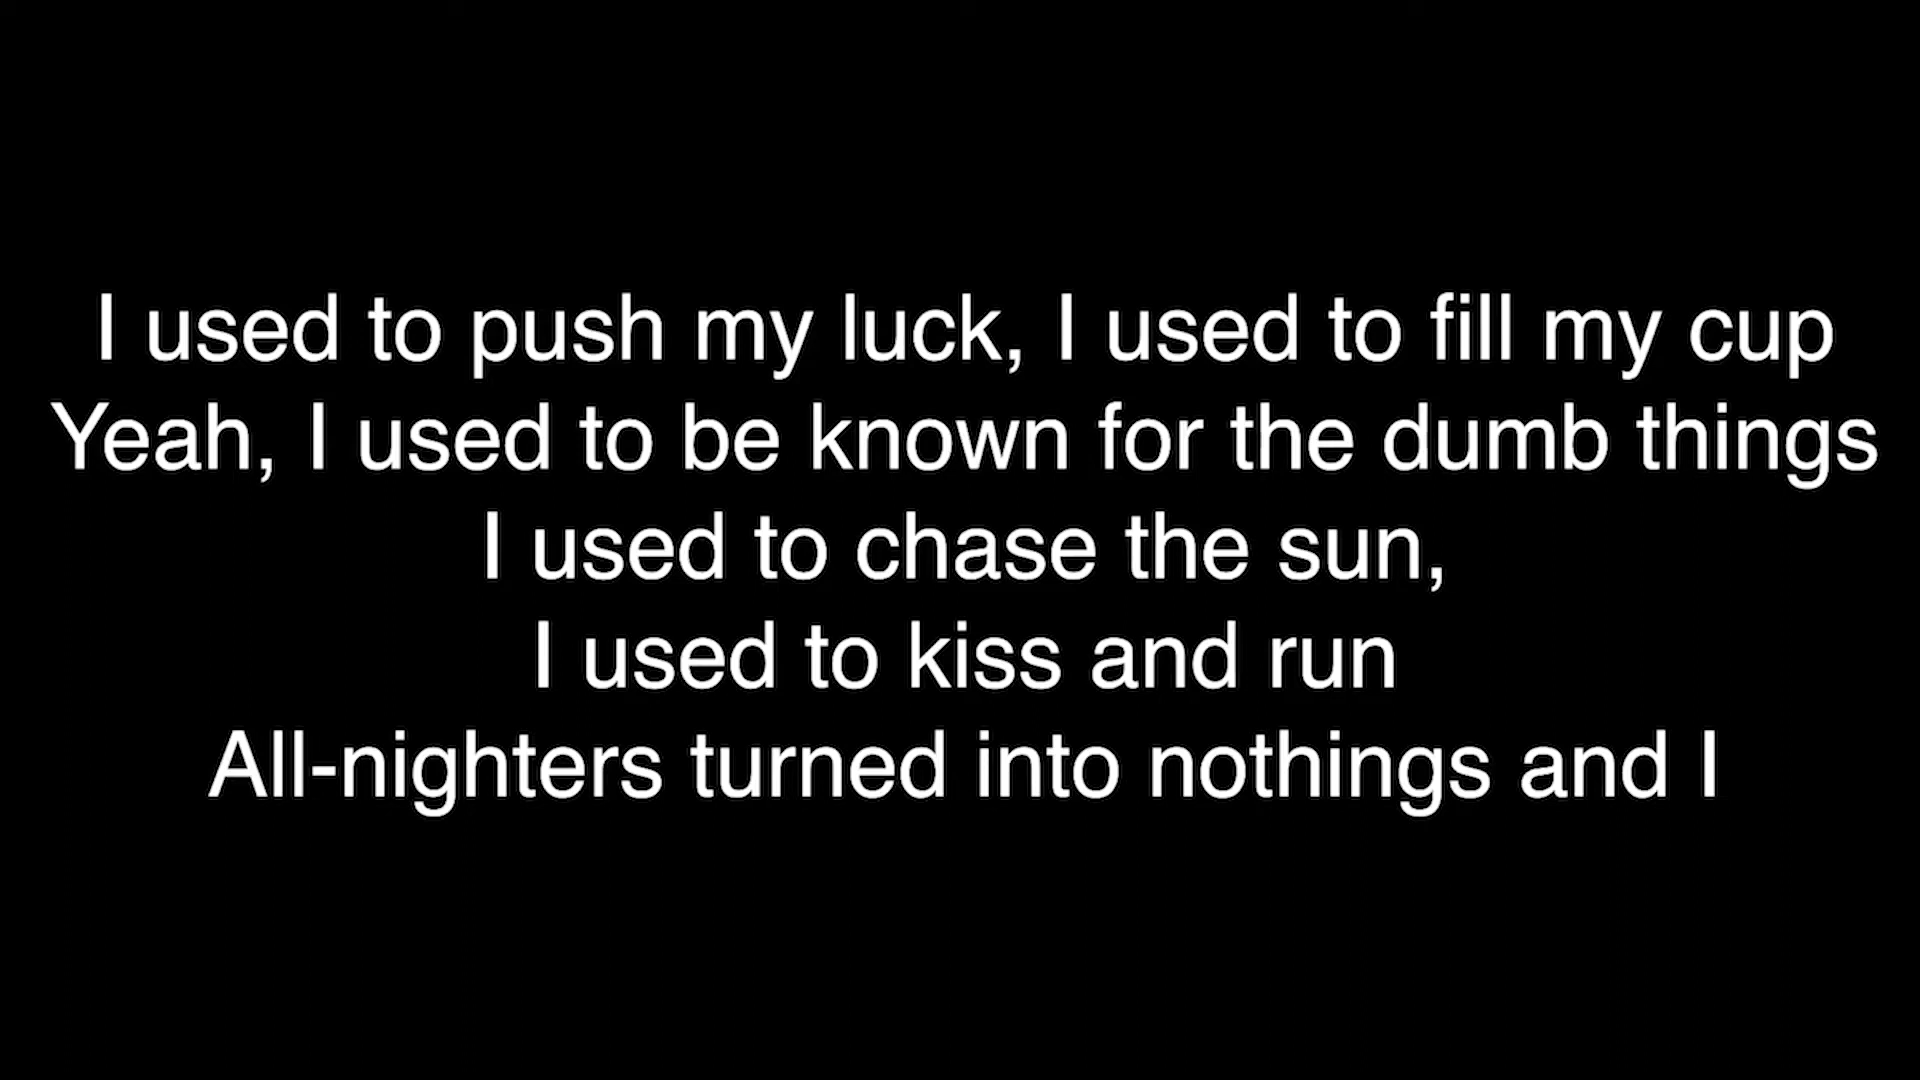 I used to push my luck, I used to fill my cup
Yeah, I used to be known for the dumb things
I used to chase the sun,
I used to kiss and run
All-nighters turned into nothings and I